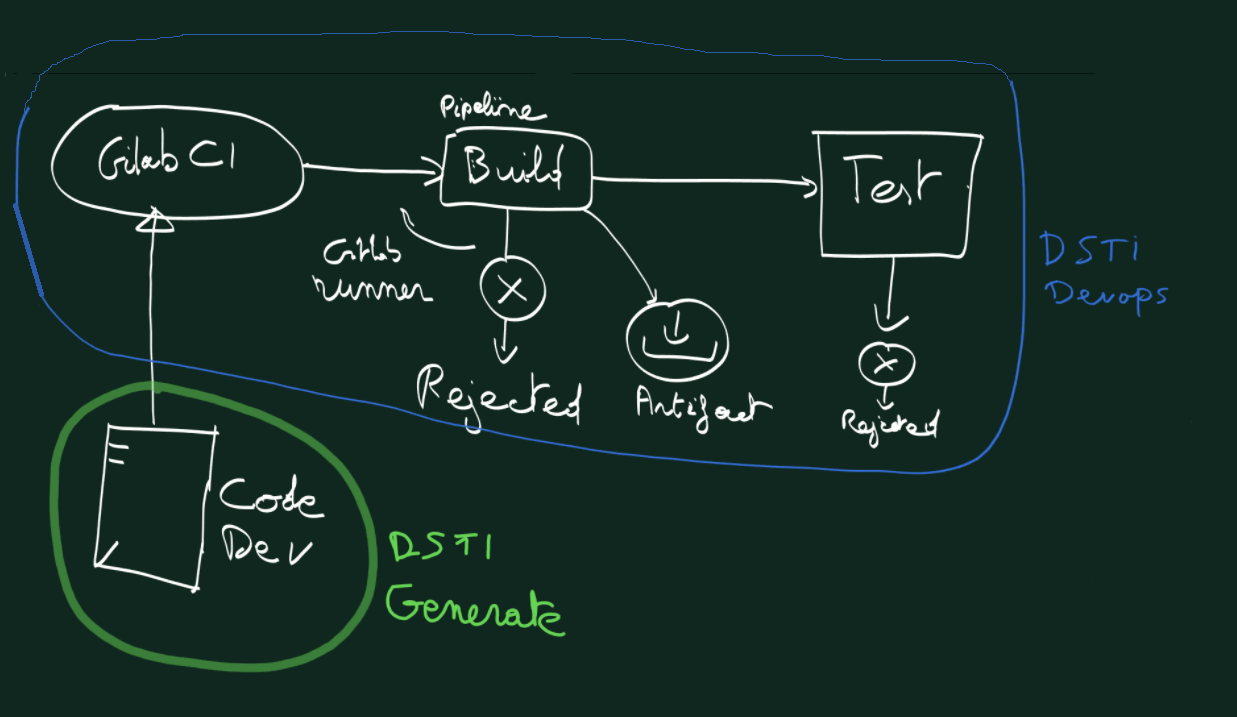 Pipeline
Gilab CI
Build
Test
Gitlab
runner
Rejected
Artifact
Rejected
DSTi
Devops
Code
Dev
DSTI
Generate